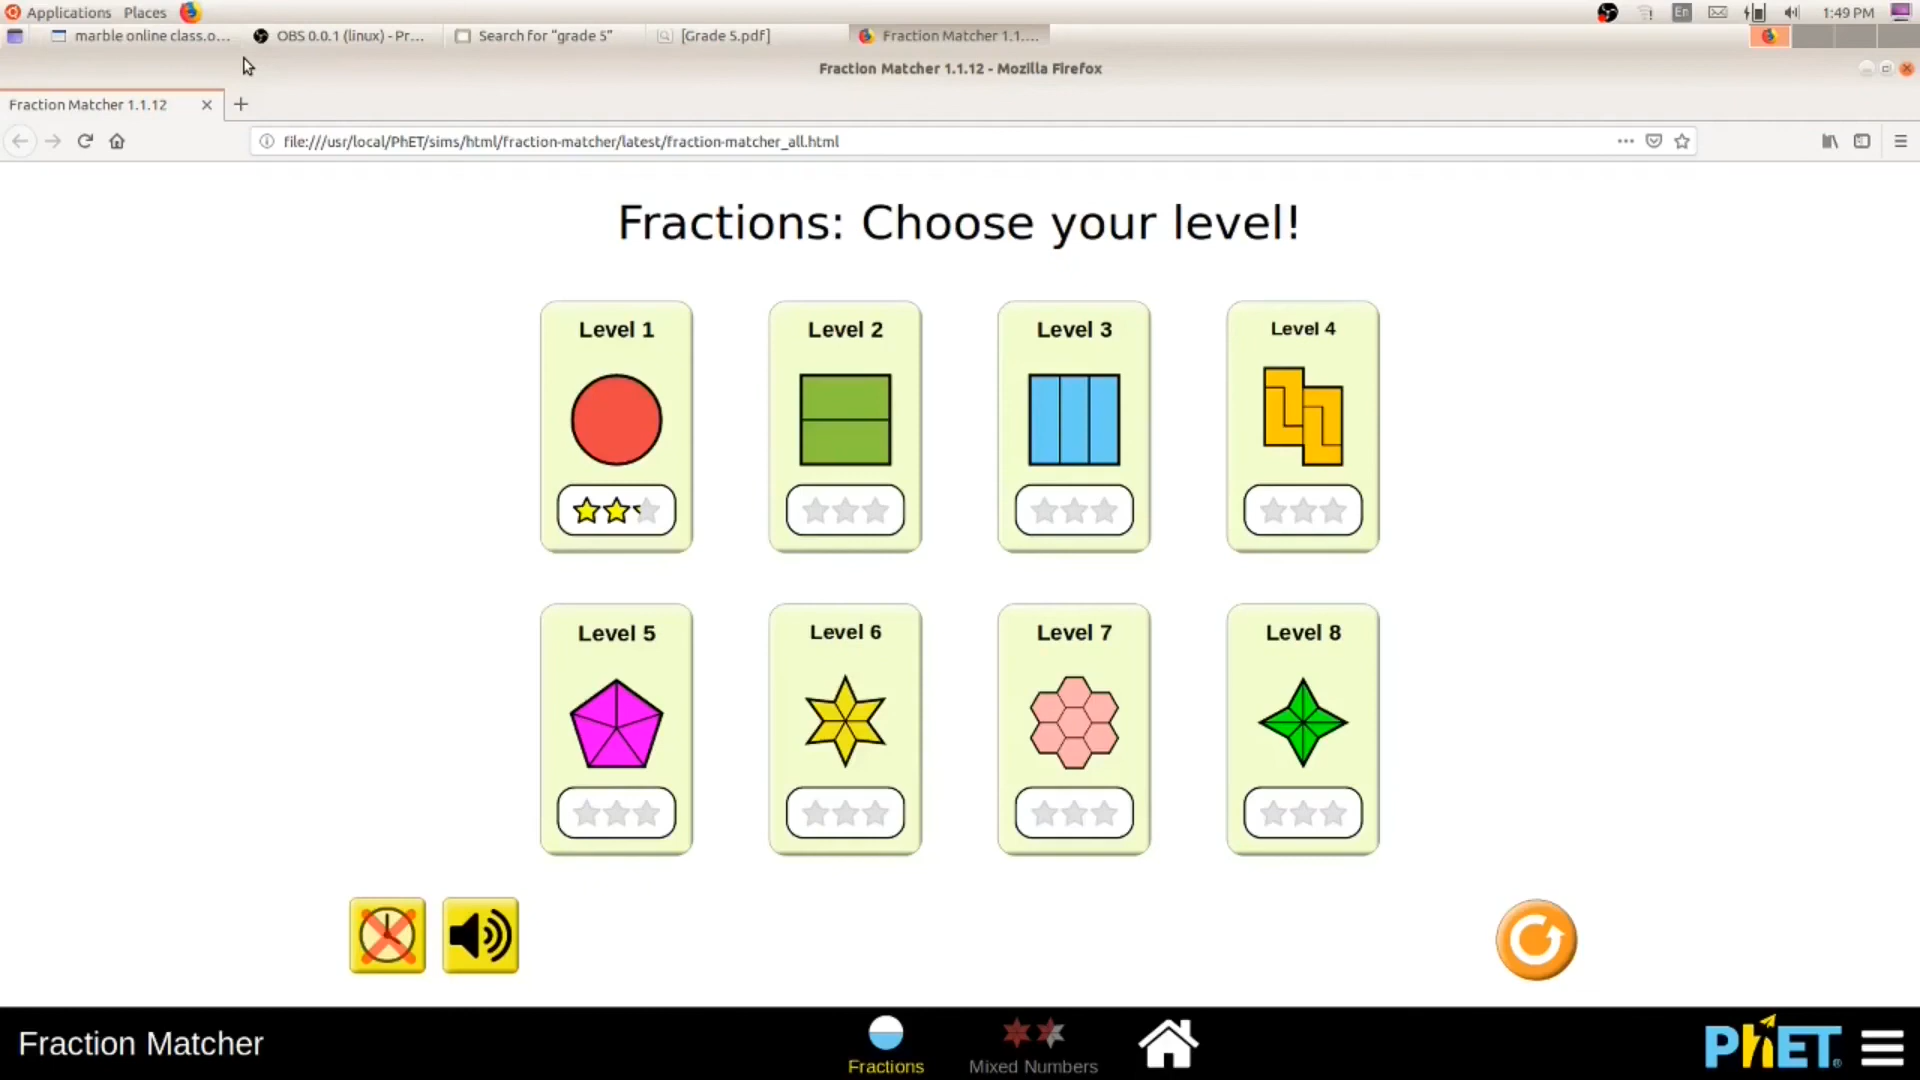 Applications Places En 1:49 PM
marble online class.o... OBS 0.0.1 (linux) - Pr... Search for "grade 5" [Grade 5.pdf] Fraction Matcher 1.1....
Fraction Matcher 1.1.12 - Mozilla Firefox
Fraction Matcher 1.1.12
file:///usr/local/PhET/sims/html/fraction-matcher/latest/fraction-matcher_all.html
Fractions: Choose your level!
Level 1 Level 2 Level 3 Level 4
Level 5 Level 6 Level 7 Level 8
Fraction Matcher Fractions Mixed Numbers PhET